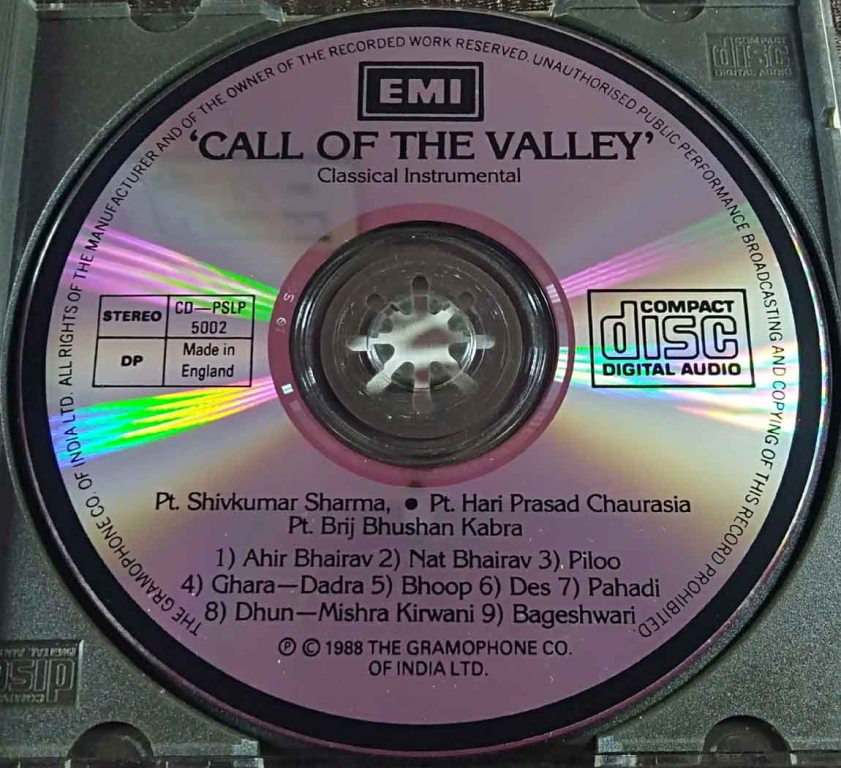 THE GRAMOPHONE CO. OF INDIA LTD. ALL RIGHTS OF THE MANUFACTURER AND OF THE OWNER OF THE RECORDED WORK RESERVED. UNAUTHORISED PUBLIC PERFORMANCE BROADCASTING AND COPYING OF THIS RECORD PROHIBITED.
EMI
'CALL OF THE VALLEY'
Classical Instrumental
STEREO
CD—PSLP
5002
DP
Made in
England
COMPACT
disc
DIGITAL AUDIO
Pt. Shivkumar Sharma, ● Pt. Hari Prasad Chaurasia
Pt. Brij Bhushan Kabra
1) Ahir Bhairav 2) Nat Bhairav 3). Piloo
4) Ghara—Dadra 5) Bhoop 6) Des 7) Pahadi
8) Dhun—Mishra Kirwani 9) Bageshwari
℗ © 1988 THE GRAMOPHONE CO.
OF INDIA LTD.
COMPACT
disc
DIGITAL AUDIO
COMPACT
disc
DIGITAL AUDIO